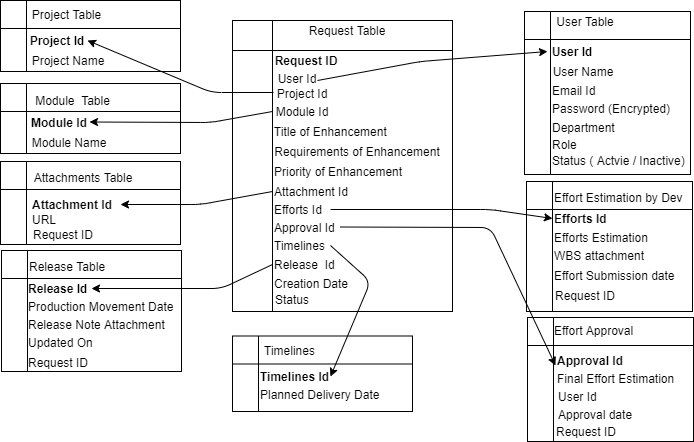 Project Table
Project Id
Project Name
Module Table
Module Id
Module Name
Attachments Table
Attachment Id
URL
Request ID
Release Table
Release Id
Production Movement Date
Release Note Attachment
Updated On
Request ID
Request Table
Request ID
User Id
Project Id
Module Id
Title of Enhancement
Requirements of Enhancement
Priority of Enhancement
Attachment Id
Efforts Id
Approval Id
Timelines
Release Id
Creation Date
Status
Timelines
Timelines Id
Planned Delivery Date
User Table
User Id
User Name
Email Id
Password (Encrypted)
Department
Role
Status ( Actvie / Inactive)
Effort Estimation by Dev
Efforts Id
Efforts Estimation
WBS attachment
Effort Submission date
Request ID
Effort Approval
Approval Id
Final Effort Estimation
User Id
Approval date
Request ID